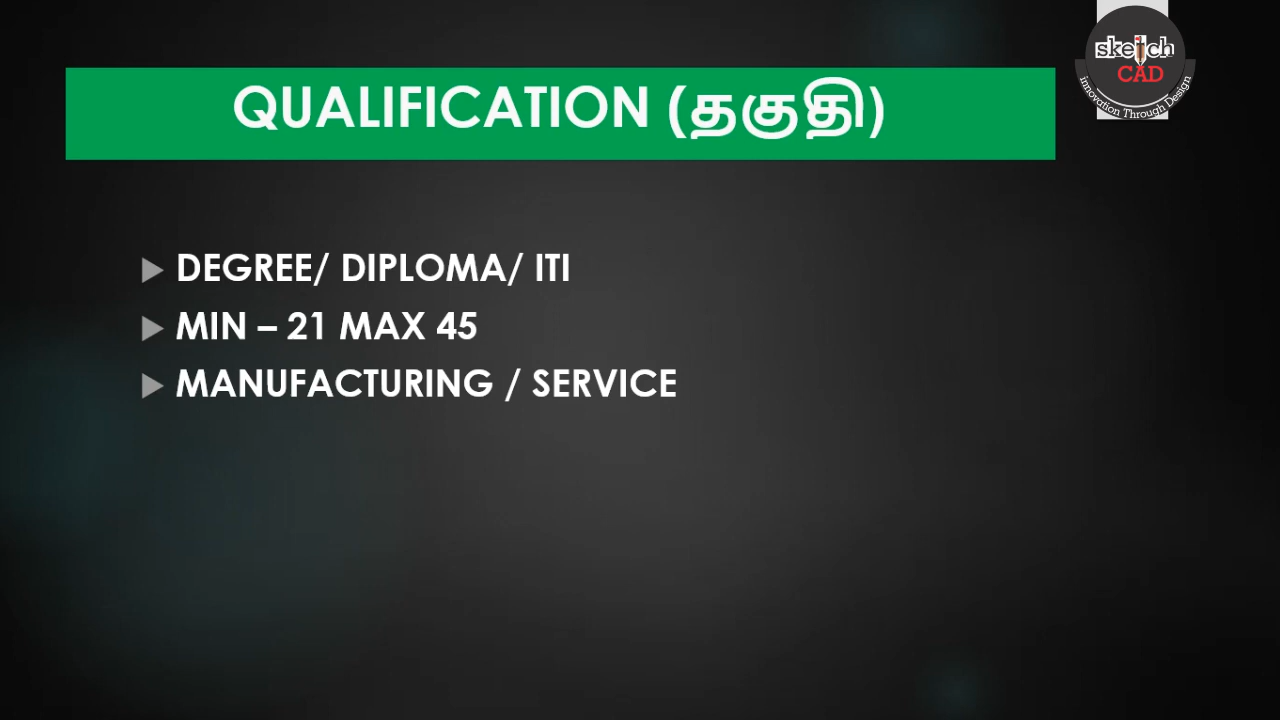 QUALIFICATION (தகுதி)
sketch
CAD
innovation Through Design
DEGREE/ DIPLOMA/ ITI
MIN – 21 MAX 45
MANUFACTURING / SERVICE